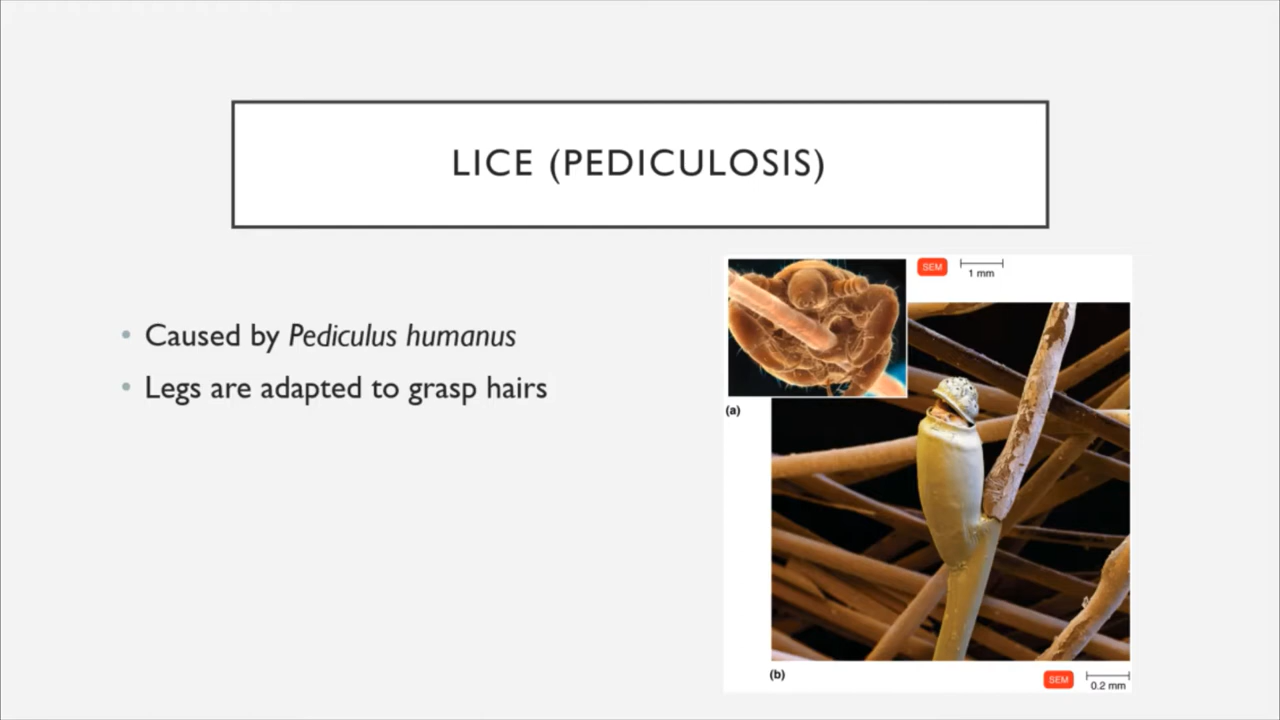 LICE (PEDICULOSIS)
• Caused by Pediculus humanus
• Legs are adapted to grasp hairs
SEM 1 mm
(a)
(b)
SEM 0.2 mm